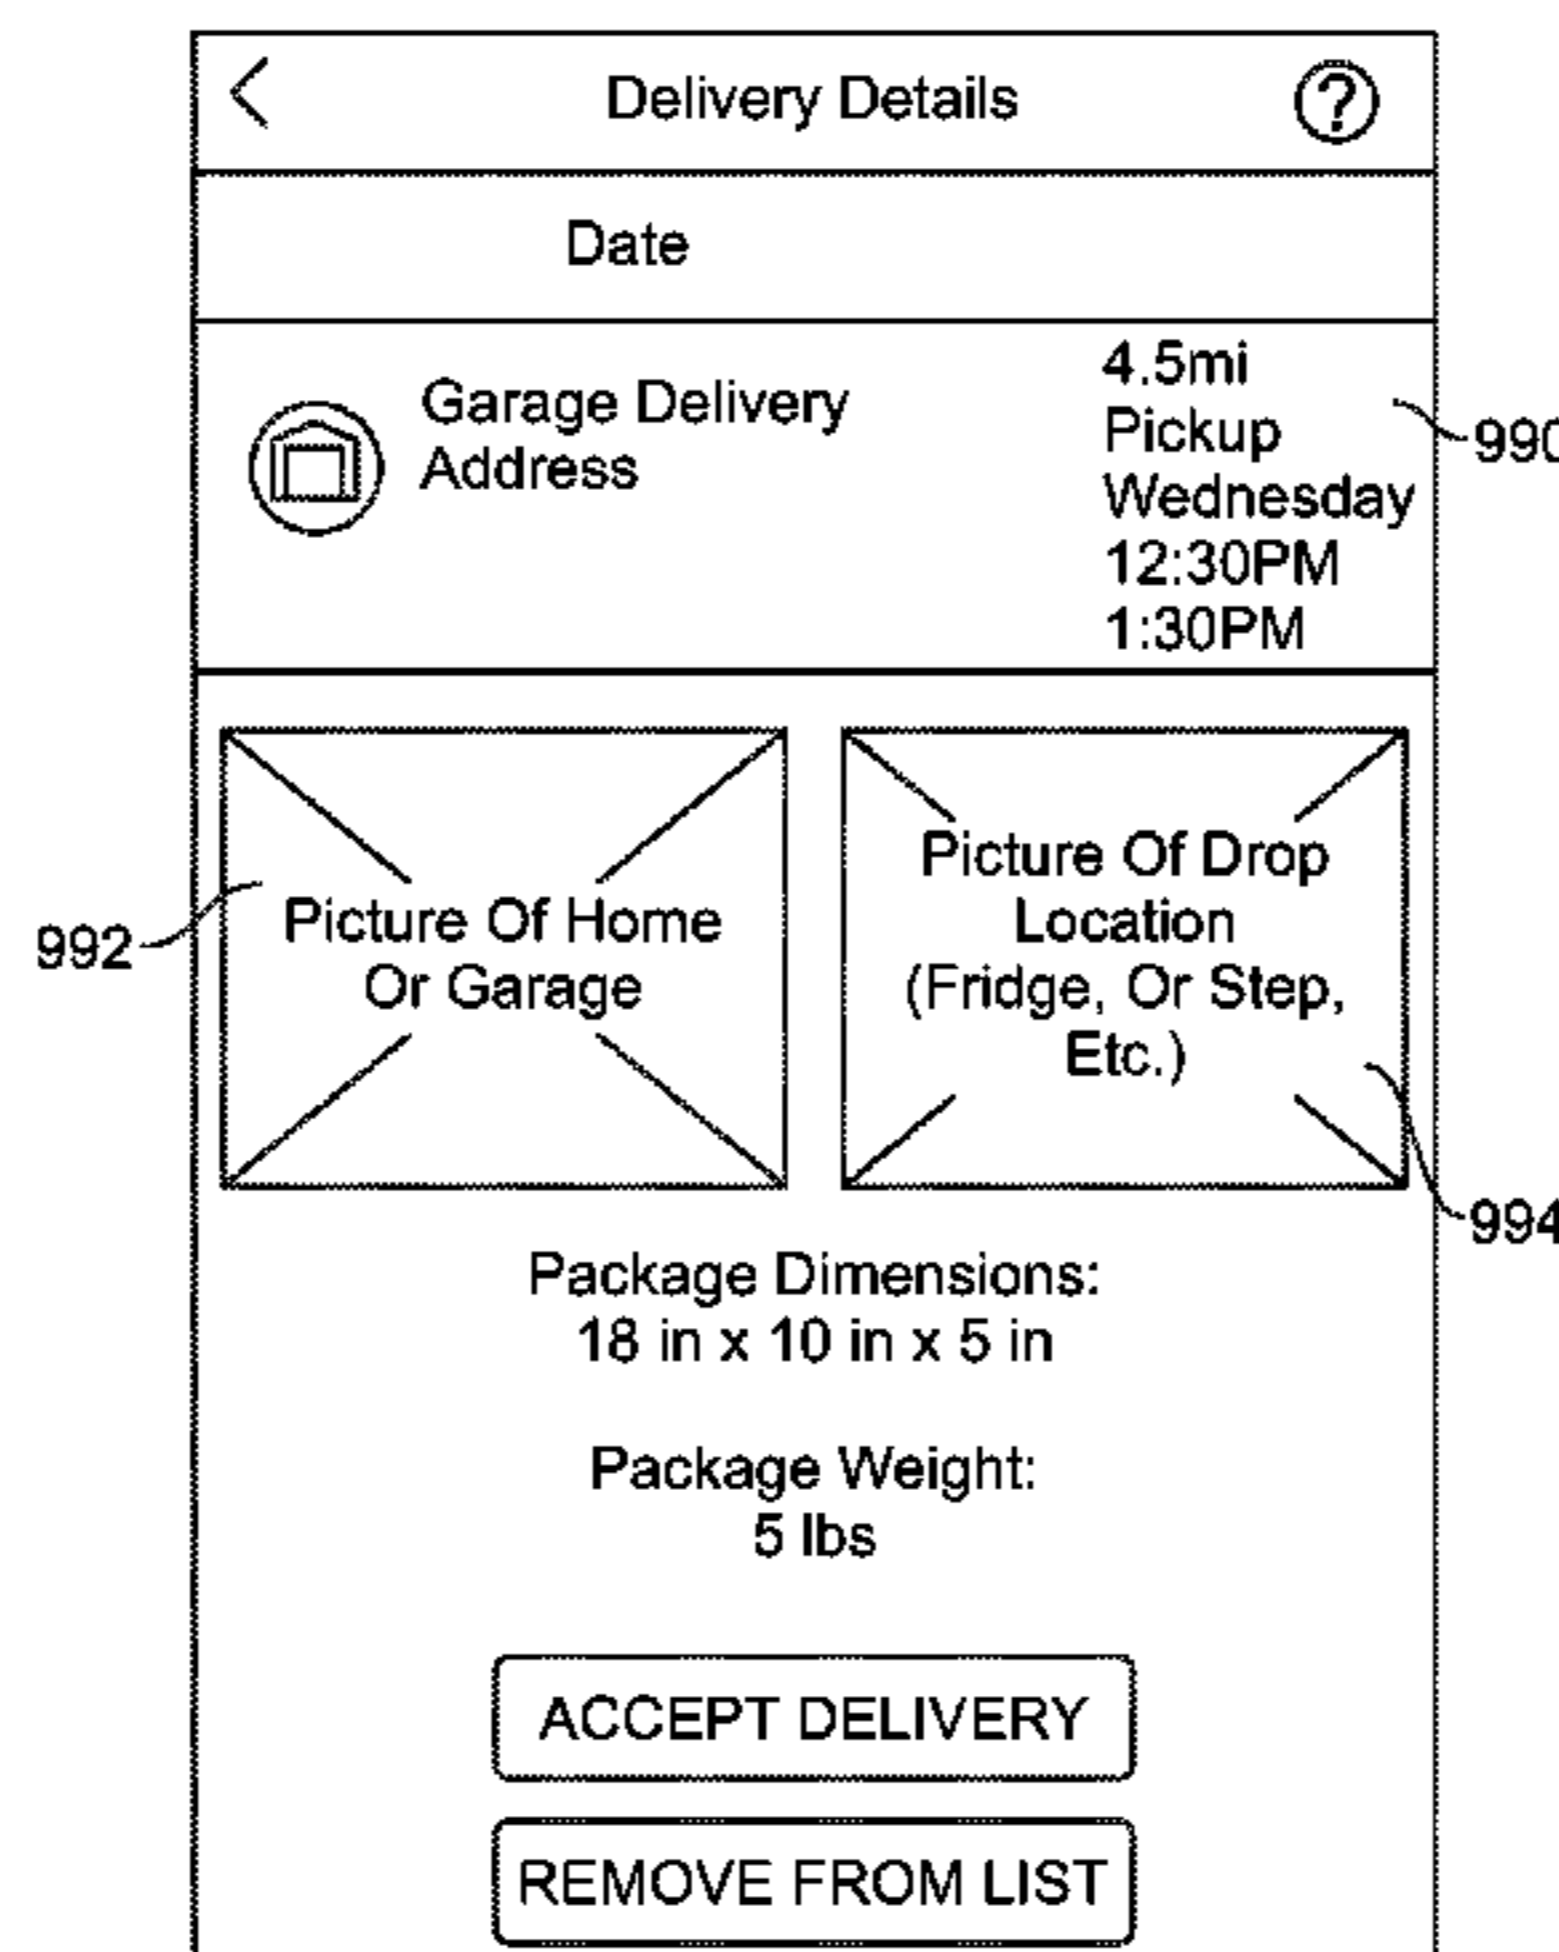 <
Delivery Details
?
Date
Garage Delivery
Address
4.5mi
Pickup
Wednesday
12:30PM
1:30PM
990
992
Picture Of Home
Or Garage
Picture Of Drop
Location
(Fridge, Or Step,
Etc.)
994
Package Dimensions:
18 in x 10 in x 5 in
Package Weight:
5 lbs
ACCEPT DELIVERY
REMOVE FROM LIST